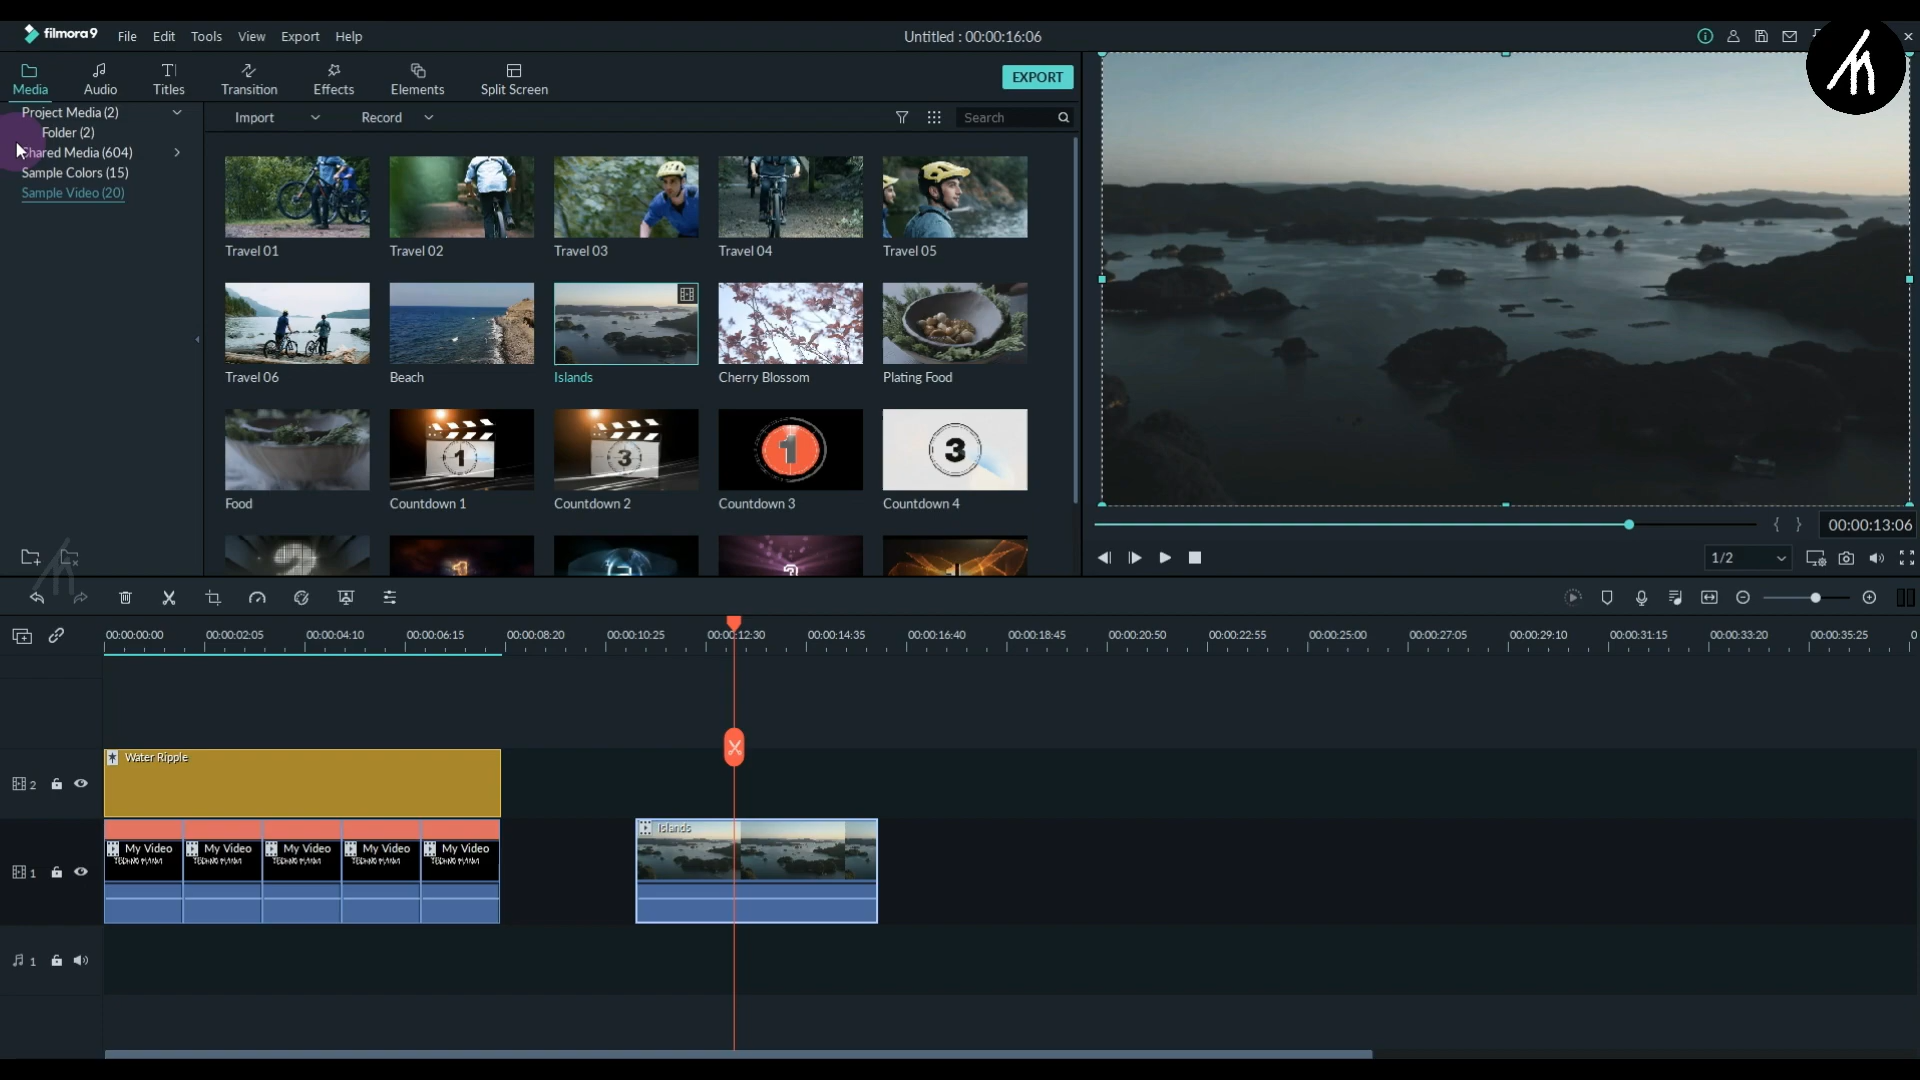 filmora9 File Edit Tools View Export Help
Untitled : 00:00:16:06
Media Audio Titles Transition Effects Elements Split Screen
EXPORT
Project Media (2)
Folder (2)
Shared Media (604)
Sample Colors (15)
Sample Video (20)
Import Record Search
Travel 01 Travel 02 Travel 03 Travel 04 Travel 05
Travel 06 Beach Islands Cherry Blossom Plating Food
1 3 1 3
Food Countdown 1 Countdown 2 Countdown 3 Countdown 4
{ } 00:00:13:06
1/2
00:00:00:00 00:00:02:05 00:00:04:10 00:00:06:15 00:00:08:20 00:00:10:25 00:00:12:30 00:00:14:35 00:00:16:40 00:00:18:45 00:00:20:50 00:00:22:55 00:00:25:00 00:00:27:05 00:00:29:10 00:00:31:15 00:00:33:20 00:00:35:25
Water Ripple
2
Islands
My Video My Video My Video My Video My Video
1
1